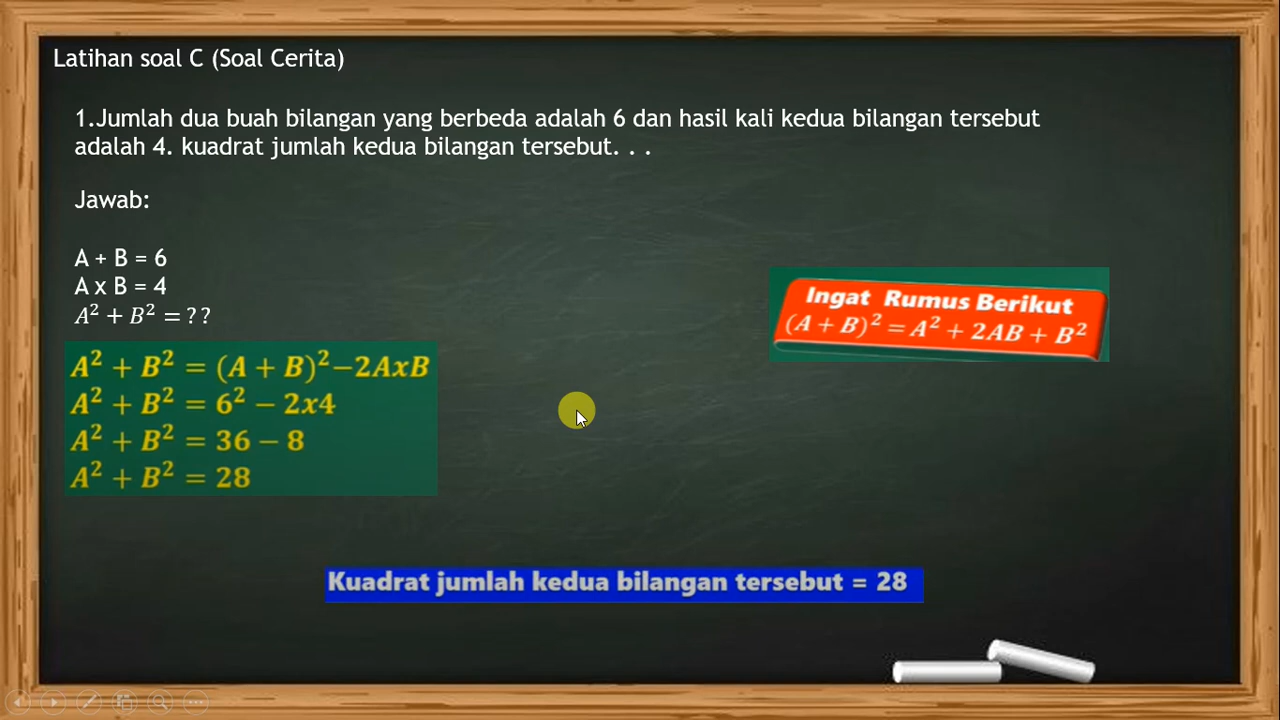 Latihan soal C (Soal Cerita)
1.Jumlah dua buah bilangan yang berbeda adalah 6 dan hasil kali kedua bilangan tersebut
adalah 4. kuadrat jumlah kedua bilangan tersebut. . .
Jawab:
A + B = 6
A x B = 4
A² + B² = ? ?
Ingat Rumus Berikut
(A + B)² = A² + 2AB + B²
A² + B² = (A + B)²−2AxB
A² + B² = 6² − 2x4
A² + B² = 36 − 8
A² + B² = 28
Kuadrat jumlah kedua bilangan tersebut = 28